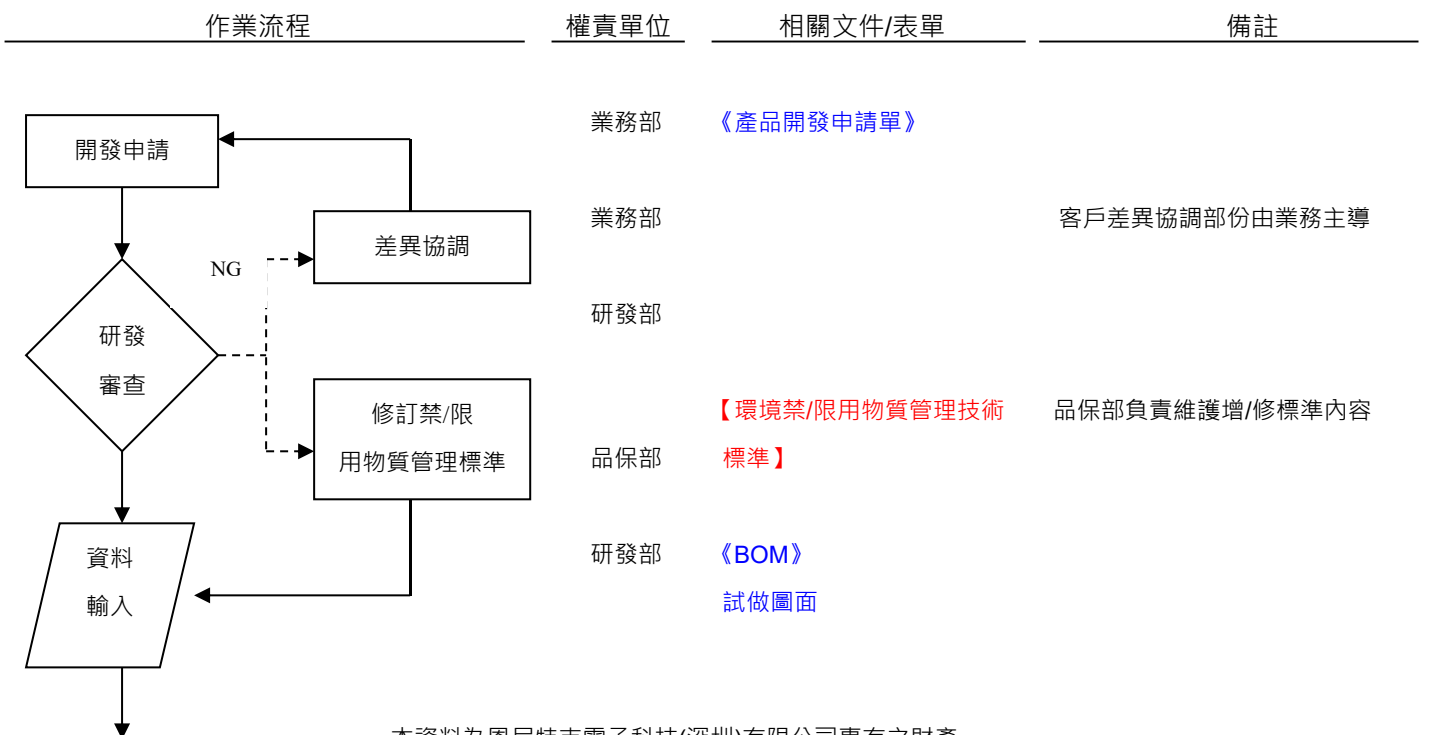 作業流程
權責單位
相關文件/表單
備註
開發申請
業務部
《產品開發申請單》
差異協調
業務部
客戶差異協調部份由業務主導
NG
研發
審查
研發部
修訂禁/限
用物質管理標準
品保部
【環境禁/限用物質管理技術
標準】
品保部負責維護增/修標準內容
資料
輸入
研發部
《BOM》
試做圖面